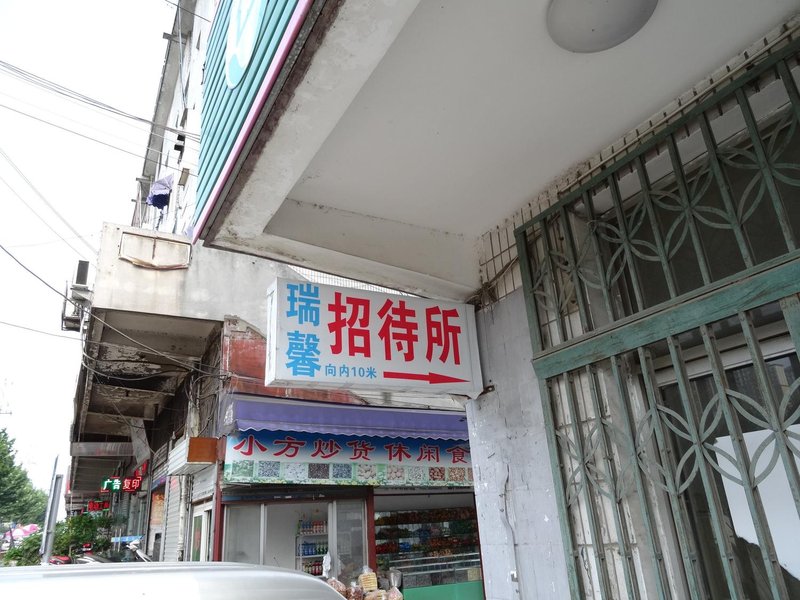 瑞馨
招待所
向内10米
小方炒货休闲食
广告复印